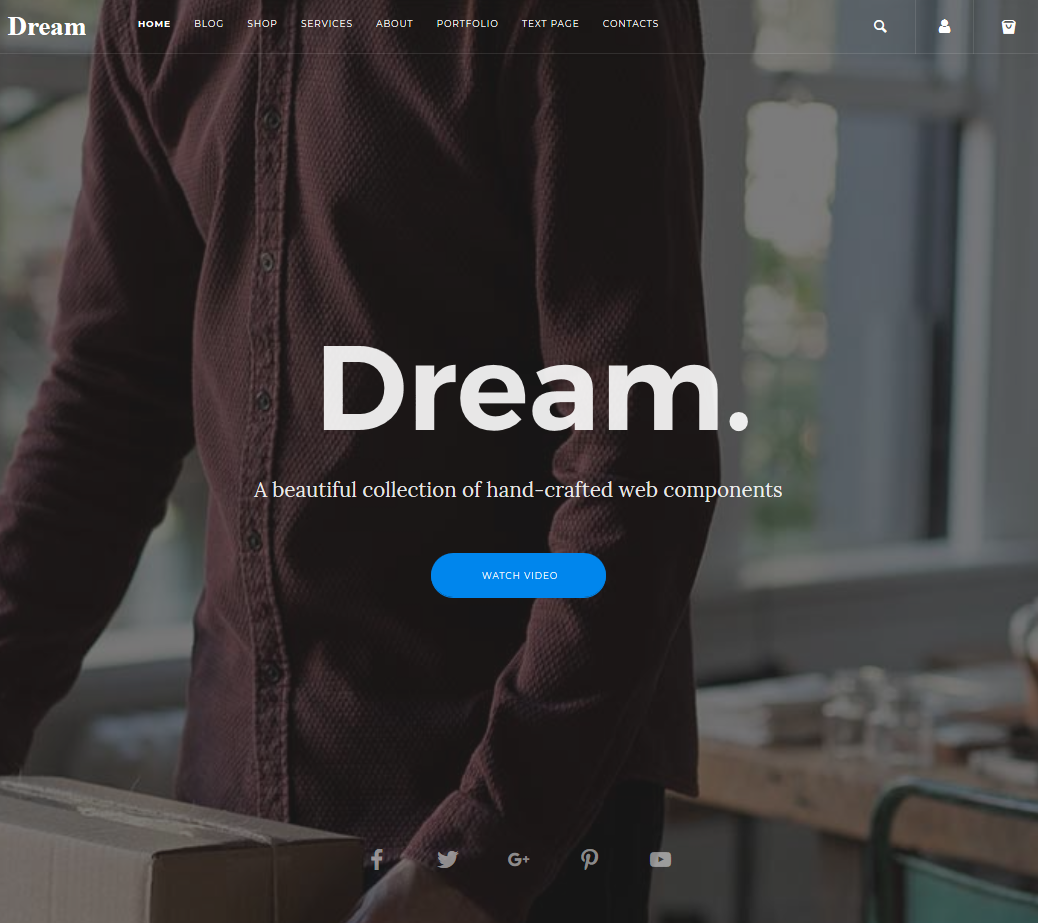 Dream
HOME BLOG SHOP SERVICES ABOUT PORTFOLIO TEXT PAGE CONTACTS
Dream.
A beautiful collection of hand-crafted web components
WATCH VIDEO
G+